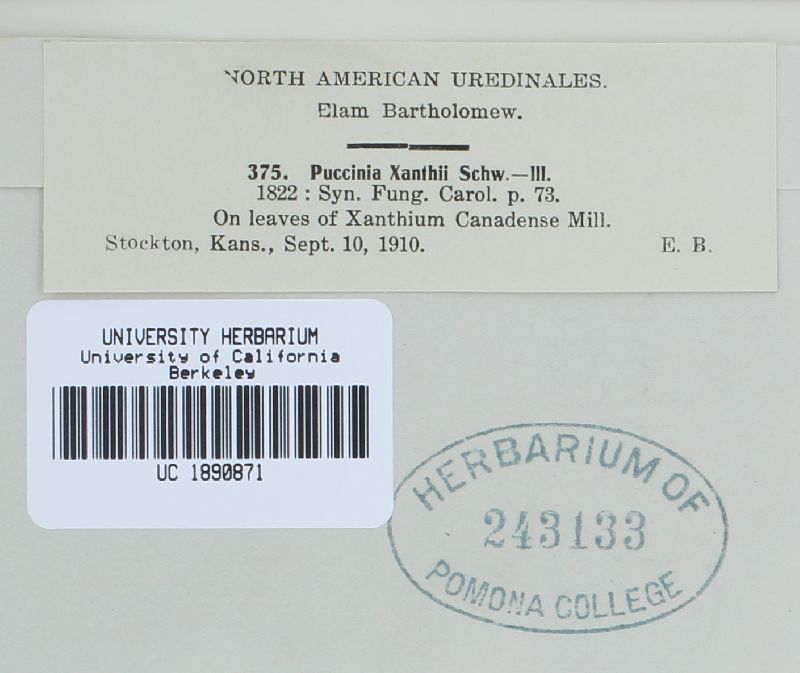 NORTH AMERICAN UREDINALES.
Elam Bartholomew.
375. Puccinia Xanthii Schw.—III.
1822 : Syn. Fung. Carol. p. 73.
On leaves of Xanthium Canadense Mill.
Stockton, Kans., Sept. 10, 1910. E. B.
UNIVERSITY HERBARIUM
University of California
Berkeley
UC 1890871
HERBARIUM OF
243133
POMONA COLLEGE